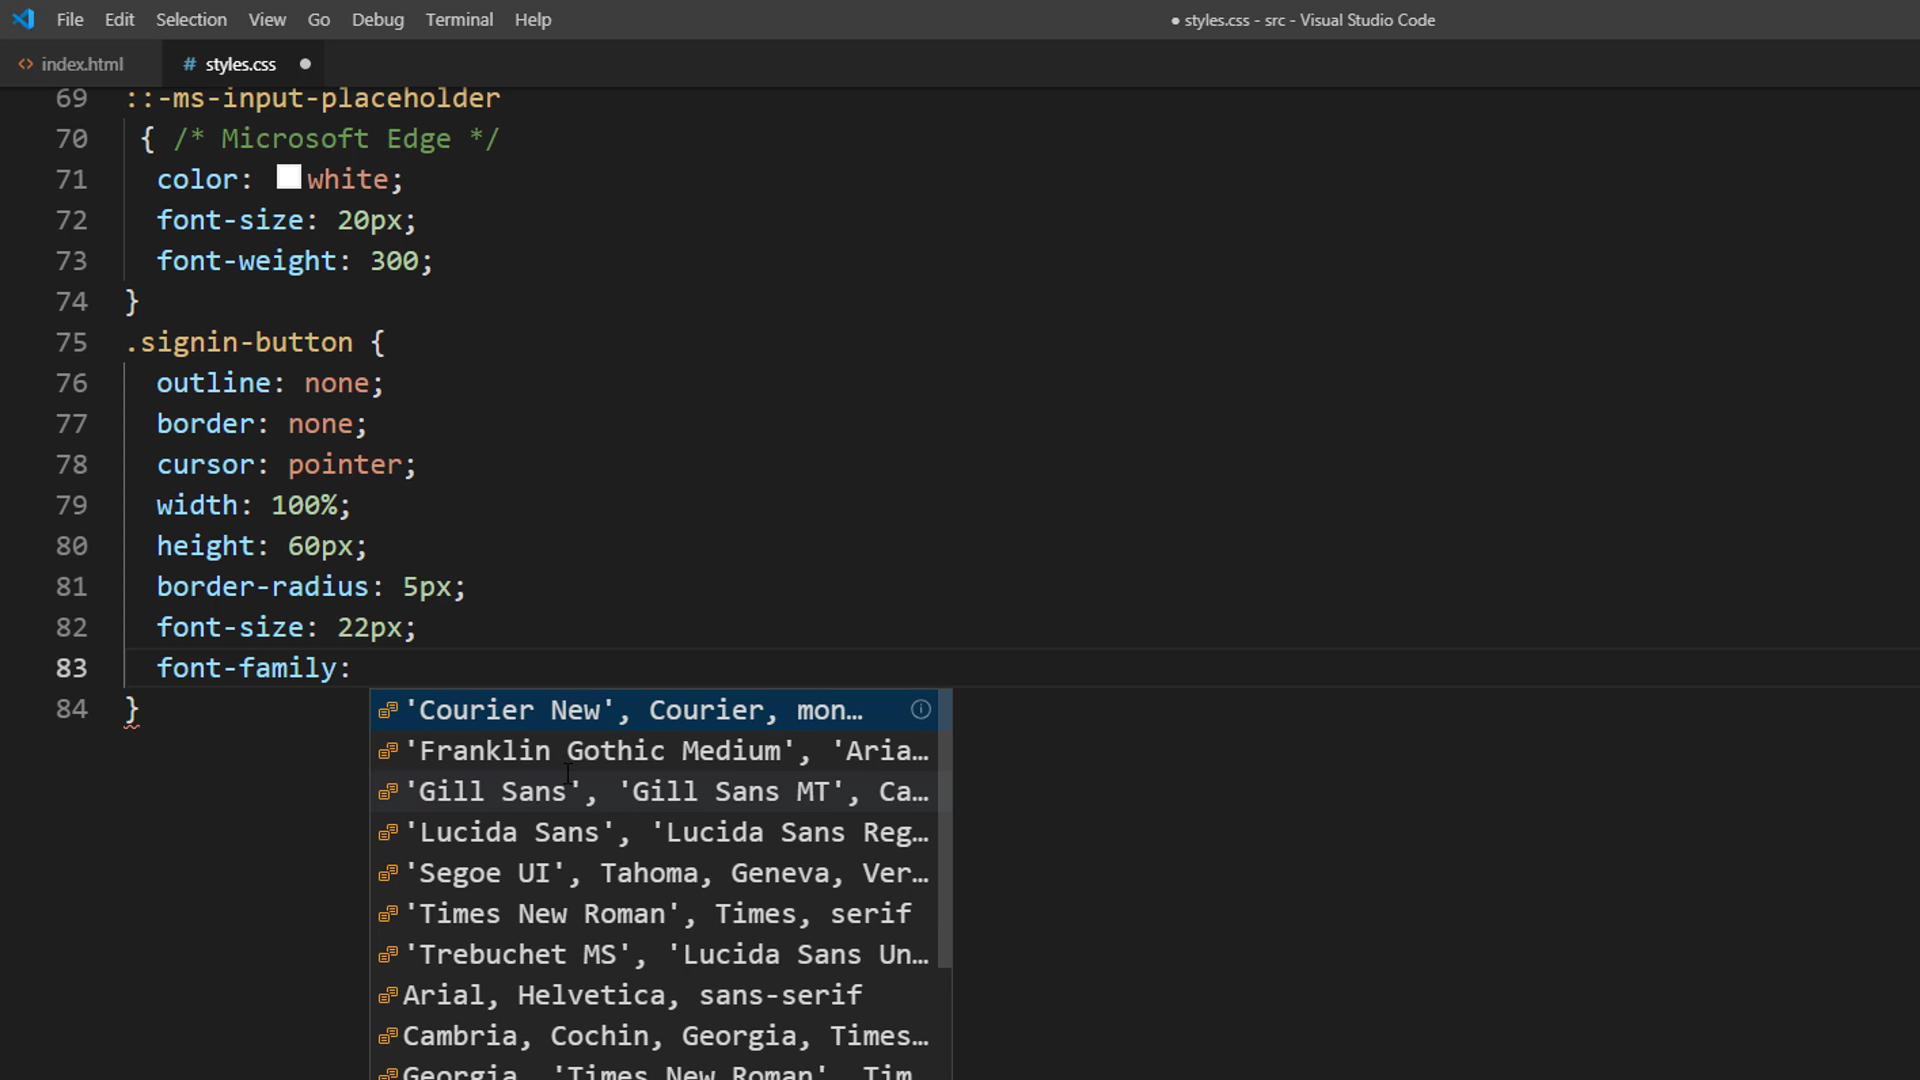 File Edit Selection View Go Debug Terminal Help
● styles.css - src - Visual Studio Code
<> index.html
# styles.css ●
69 ::-ms-input-placeholder
70 { /* Microsoft Edge */
71 color: white;
72 font-size: 20px;
73 font-weight: 300;
74 }
75 .signin-button {
76 outline: none;
77 border: none;
78 cursor: pointer;
79 width: 100%;
80 height: 60px;
81 border-radius: 5px;
82 font-size: 22px;
83 font-family:
84 }
'Courier New', Courier, mon…
'Franklin Gothic Medium', 'Aria…
'Gill Sans', 'Gill Sans MT', Ca…
'Lucida Sans', 'Lucida Sans Reg…
'Segoe UI', Tahoma, Geneva, Ver…
'Times New Roman', Times, serif
'Trebuchet MS', 'Lucida Sans Un…
Arial, Helvetica, sans-serif
Cambria, Cochin, Georgia, Times…
Georgia, 'Times New Roman', Tim